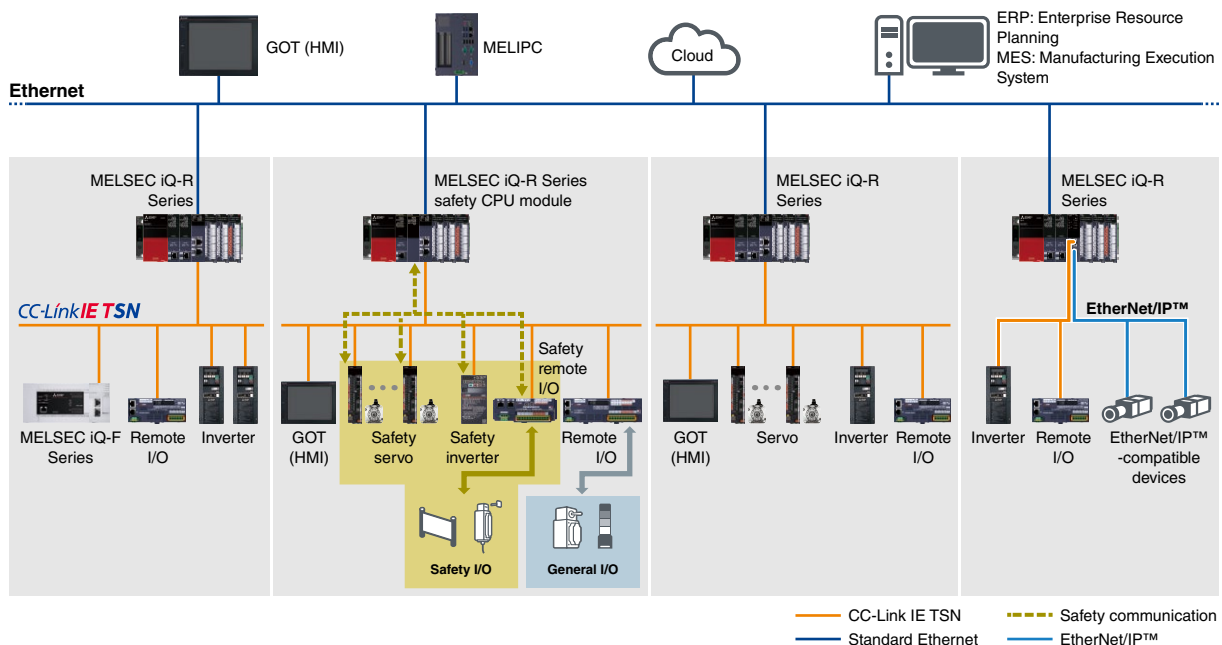 GOT (HMI)
MELIPC
Cloud
ERP: Enterprise Resource
Planning
MES: Manufacturing Execution
System
Ethernet
MELSEC iQ-R
Series
MELSEC iQ-R Series
safety CPU module
MELSEC iQ-R
Series
MELSEC iQ-R
Series
CC-Link IE TSN
EtherNet/IP™
Safety
remote
I/O
MELSEC iQ-F
Series
Remote
I/O
Inverter
GOT
(HMI)
Safety
servo
Safety
inverter
Remote
I/O
GOT
(HMI)
Servo
Inverter
Remote
I/O
Inverter
Remote
I/O
EtherNet/IP™
-compatible
devices
Safety I/O
General I/O
CC-Link IE TSN
Safety communication
Standard Ethernet
EtherNet/IP™